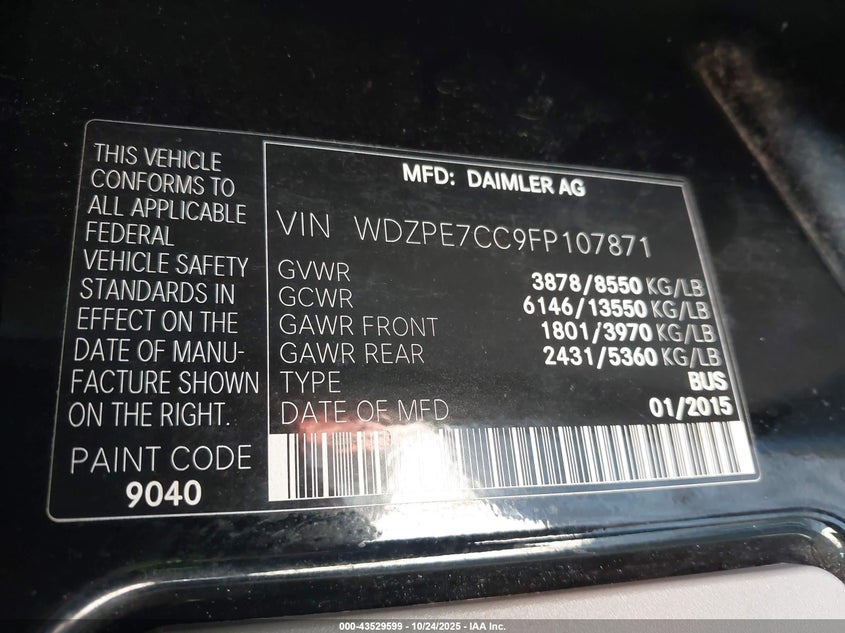 THIS VEHICLE
CONFORMS TO
ALL APPLICABLE
FEDERAL
VEHICLE SAFETY
STANDARDS IN
EFFECT ON THE
DATE OF MANU-
FACTURE SHOWN
ON THE RIGHT.
PAINT CODE
9040
MFD: DAIMLER AG
VIN WDZPE7CC9FP107871
GVWR 3878/8550 KG/LB
GCWR 6146/13550 KG/LB
GAWR FRONT 1801/3970 KG/LB
GAWR REAR 2431/5360 KG/LB
TYPE BUS
DATE OF MFD 01/2015
000-43529599 - 10/24/2025 - IAA Inc.